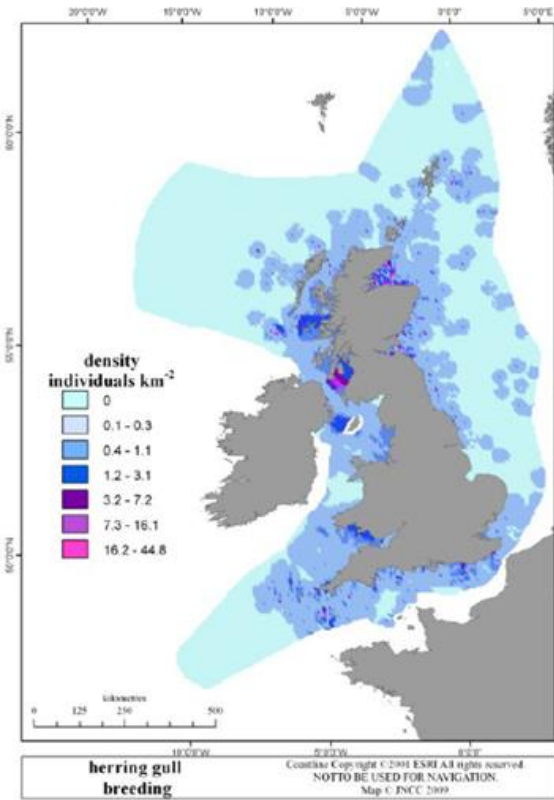 20°0'0"W 15°0'0"W 10°0'0"W 5°0'0"W 0°0'0" 5°0'0"E
60°0'0"N
55°0'0"N
50°0'0"N
density
individuals km⁻²
0
0.1 - 0.3
0.4 - 1.1
1.2 - 3.1
3.2 - 7.2
7.3 - 16.1
16.2 - 44.8
kilometres
0 125 250 500
10°0'0"W 5°0'0"W 0°0'0"
herring gull
breeding
Coastline Copyright ©2001 ESRI All rights reserved
NOT TO BE USED FOR NAVIGATION.
Map © JNCC 2009